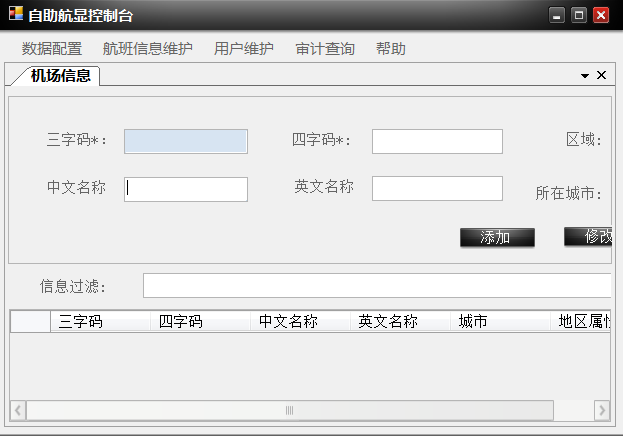 自助航显控制台
数据配置 航班信息维护 用户维护 审计查询 帮助
机场信息
三字码*： 四字码*： 区域：
中文名称 英文名称 所在城市：
添加 修改
信息过滤：
三字码 四字码 中文名称 英文名称 城市 地区属性